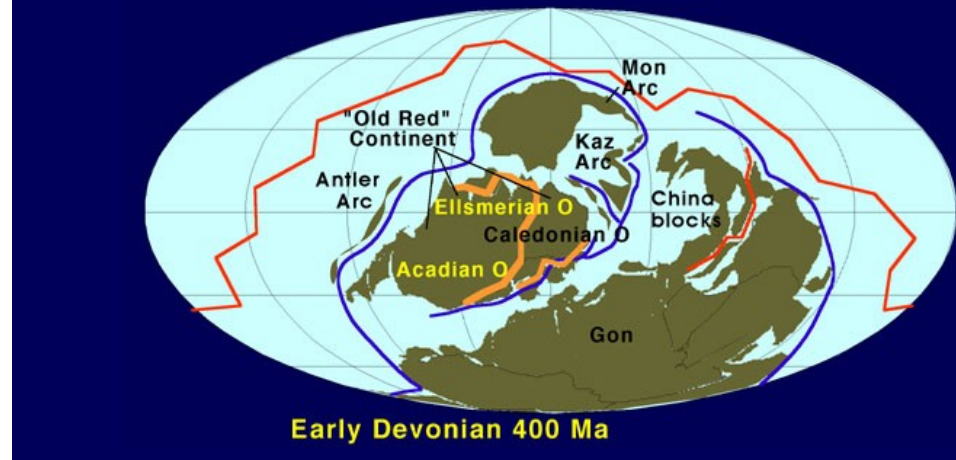 Mon
Arc
"Old Red"
Continent
Kaz
Arc
Antler
Arc
China
blocks
Ellsmerian O
Caledonian O
Acadian O
Gon
Early Devonian 400 Ma